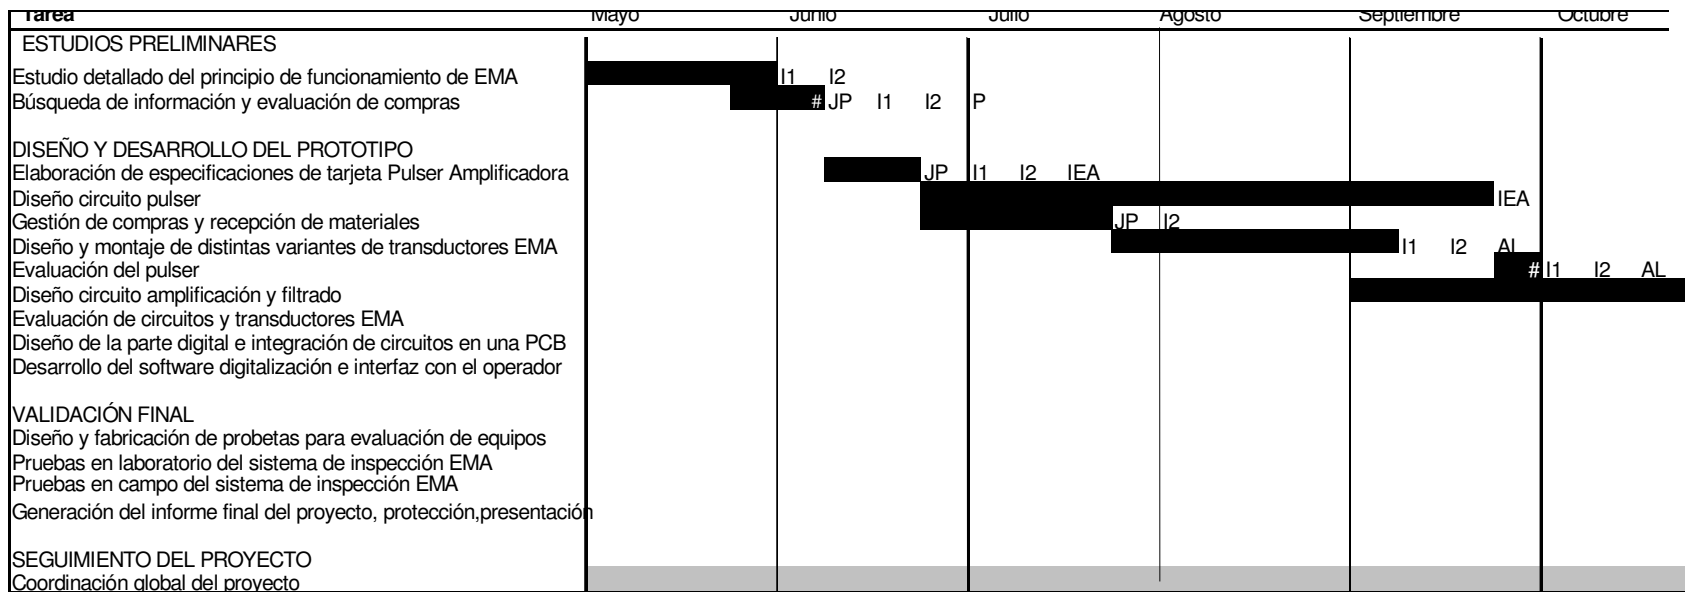 Tarea Mayo Junio Julio Agosto Septiembre Octubre
ESTUDIOS PRELIMINARES
Estudio detallado del principio de funcionamiento de EMA I1 I2
Búsqueda de información y evaluación de compras # JP I1 I2 P
DISEÑO Y DESARROLLO DEL PROTOTIPO
Elaboración de especificaciones de tarjeta Pulser Amplificadora JP I1 I2 IEA
Diseño circuito pulser IEA
Gestión de compras y recepción de materiales JP I2
Diseño y montaje de distintas variantes de transductores EMA I1 I2 AL
Evaluación del pulser # I1 I2 AL
Diseño circuito amplificación y filtrado
Evaluación de circuitos y transductores EMA
Diseño de la parte digital e integración de circuitos en una PCB
Desarrollo del software digitalización e interfaz con el operador
VALIDACIÓN FINAL
Diseño y fabricación de probetas para evaluación de equipos
Pruebas en laboratorio del sistema de inspección EMA
Pruebas en campo del sistema de inspección EMA
Generación del informe final del proyecto, protección,presentación
SEGUIMIENTO DEL PROYECTO
Coordinación global del proyecto